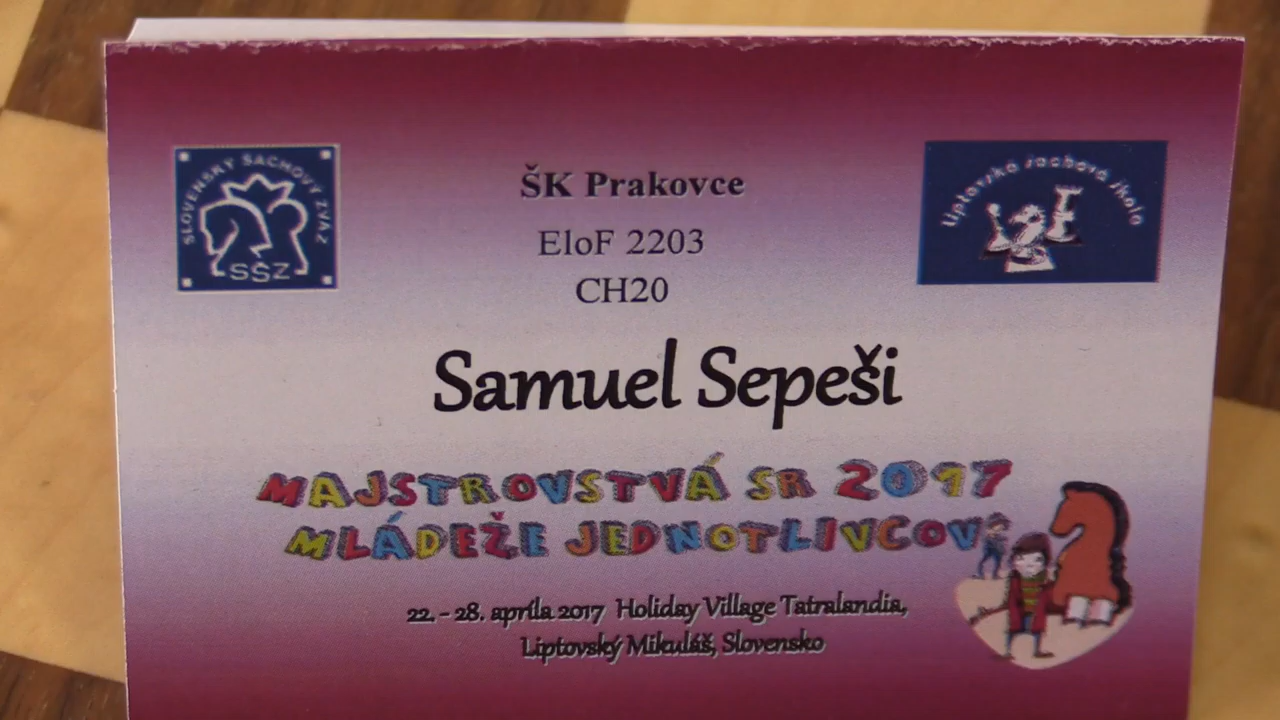 SLOVENSKÝ ŠACHOVÝ ZVÄZ
SŠZ
Liptovská šachová škola
ŠK Prakovce
EloF 2203
CH20
Samuel Sepeši
MAJSTROVSTVÁ SR 2017
MLÁDEŽE JEDNOTLIVCOV
22. - 28. apríla 2017 Holiday Village Tatralandia,
Liptovský Mikuláš, Slovensko